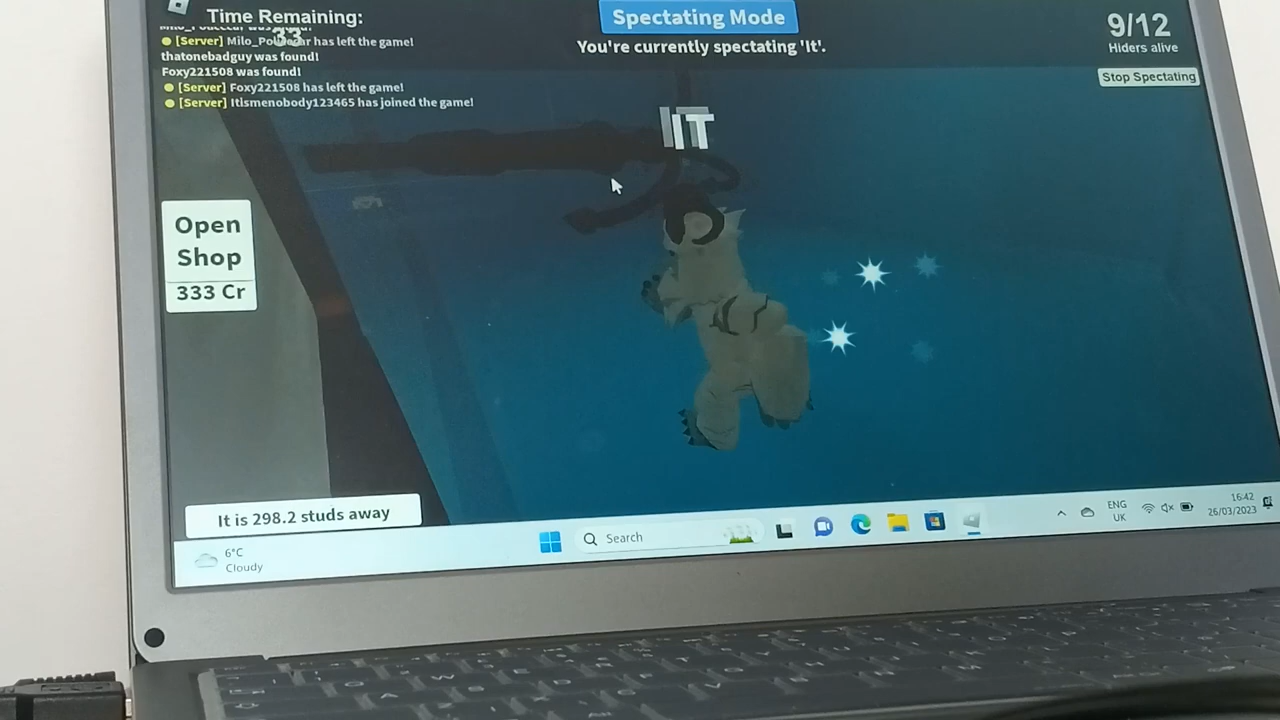 Time Remaining:
33
[Server] Milo_Pou has left the game!
thatonebadguy was found!
Foxy221508 was found!
[Server] Foxy221508 has left the game!
[Server] Itismenobody123465 has joined the game!
Spectating Mode
You're currently spectating 'It'.
9/12
Hiders alive
Stop Spectating
IT
Open
Shop
333 Cr
It is 298.2 studs away
6°C
Cloudy
Search
ENG
UK
16:42
26/03/2023